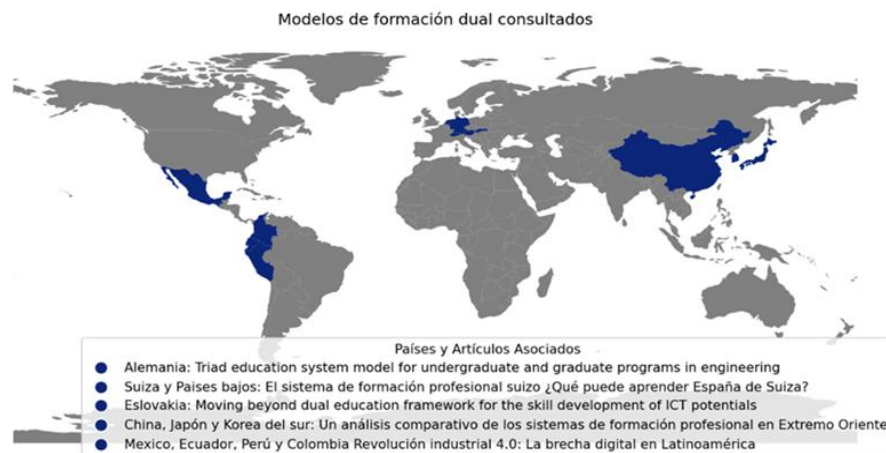 Modelos de formación dual consultados
Países y Artículos Asociados
Alemania: Triad education system model for undergraduate and graduate programs in engineering
Suiza y Paises bajos: El sistema de formación profesional suizo ¿Qué puede aprender España de Suiza?
Eslovakia: Moving beyond dual education framework for the skill development of ICT potentials
China, Japón y Korea del sur: Un análisis comparativo de los sistemas de formación profesional en Extremo Oriente
Mexico, Ecuador, Perú y Colombia Revolución industrial 4.0: La brecha digital en Latinoamérica